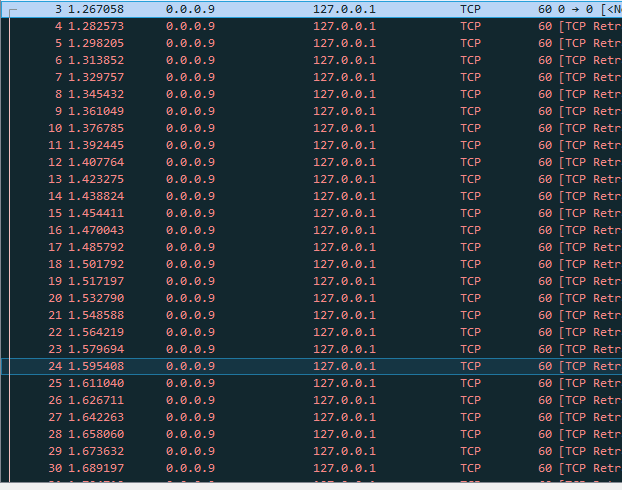 3 1.267058 0.0.0.9 127.0.0.1 TCP 60 0 → 0 [<N
4 1.282573 0.0.0.9 127.0.0.1 TCP 60 [TCP Retr
5 1.298205 0.0.0.9 127.0.0.1 TCP 60 [TCP Retr
6 1.313852 0.0.0.9 127.0.0.1 TCP 60 [TCP Retr
7 1.329757 0.0.0.9 127.0.0.1 TCP 60 [TCP Retr
8 1.345432 0.0.0.9 127.0.0.1 TCP 60 [TCP Retr
9 1.361049 0.0.0.9 127.0.0.1 TCP 60 [TCP Retr
10 1.376785 0.0.0.9 127.0.0.1 TCP 60 [TCP Retr
11 1.392445 0.0.0.9 127.0.0.1 TCP 60 [TCP Retr
12 1.407764 0.0.0.9 127.0.0.1 TCP 60 [TCP Retr
13 1.423275 0.0.0.9 127.0.0.1 TCP 60 [TCP Retr
14 1.438824 0.0.0.9 127.0.0.1 TCP 60 [TCP Retr
15 1.454411 0.0.0.9 127.0.0.1 TCP 60 [TCP Retr
16 1.470043 0.0.0.9 127.0.0.1 TCP 60 [TCP Retr
17 1.485792 0.0.0.9 127.0.0.1 TCP 60 [TCP Retr
18 1.501792 0.0.0.9 127.0.0.1 TCP 60 [TCP Retr
19 1.517197 0.0.0.9 127.0.0.1 TCP 60 [TCP Retr
20 1.532790 0.0.0.9 127.0.0.1 TCP 60 [TCP Retr
21 1.548588 0.0.0.9 127.0.0.1 TCP 60 [TCP Retr
22 1.564219 0.0.0.9 127.0.0.1 TCP 60 [TCP Retr
23 1.579694 0.0.0.9 127.0.0.1 TCP 60 [TCP Retr
24 1.595408 0.0.0.9 127.0.0.1 TCP 60 [TCP Retr
25 1.611040 0.0.0.9 127.0.0.1 TCP 60 [TCP Retr
26 1.626711 0.0.0.9 127.0.0.1 TCP 60 [TCP Retr
27 1.642263 0.0.0.9 127.0.0.1 TCP 60 [TCP Retr
28 1.658060 0.0.0.9 127.0.0.1 TCP 60 [TCP Retr
29 1.673632 0.0.0.9 127.0.0.1 TCP 60 [TCP Retr
30 1.689197 0.0.0.9 127.0.0.1 TCP 60 [TCP Retr